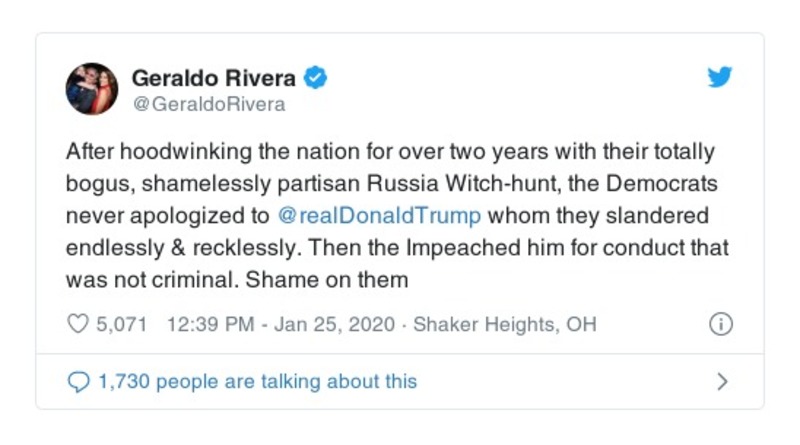 Geraldo Rivera
@GeraldoRivera
After hoodwinking the nation for over two years with their totally
bogus, shamelessly partisan Russia Witch-hunt, the Democrats
never apologized to @realDonaldTrump whom they slandered
endlessly & recklessly. Then the Impeached him for conduct that
was not criminal. Shame on them
5,071 12:39 PM - Jan 25, 2020 · Shaker Heights, OH
1,730 people are talking about this